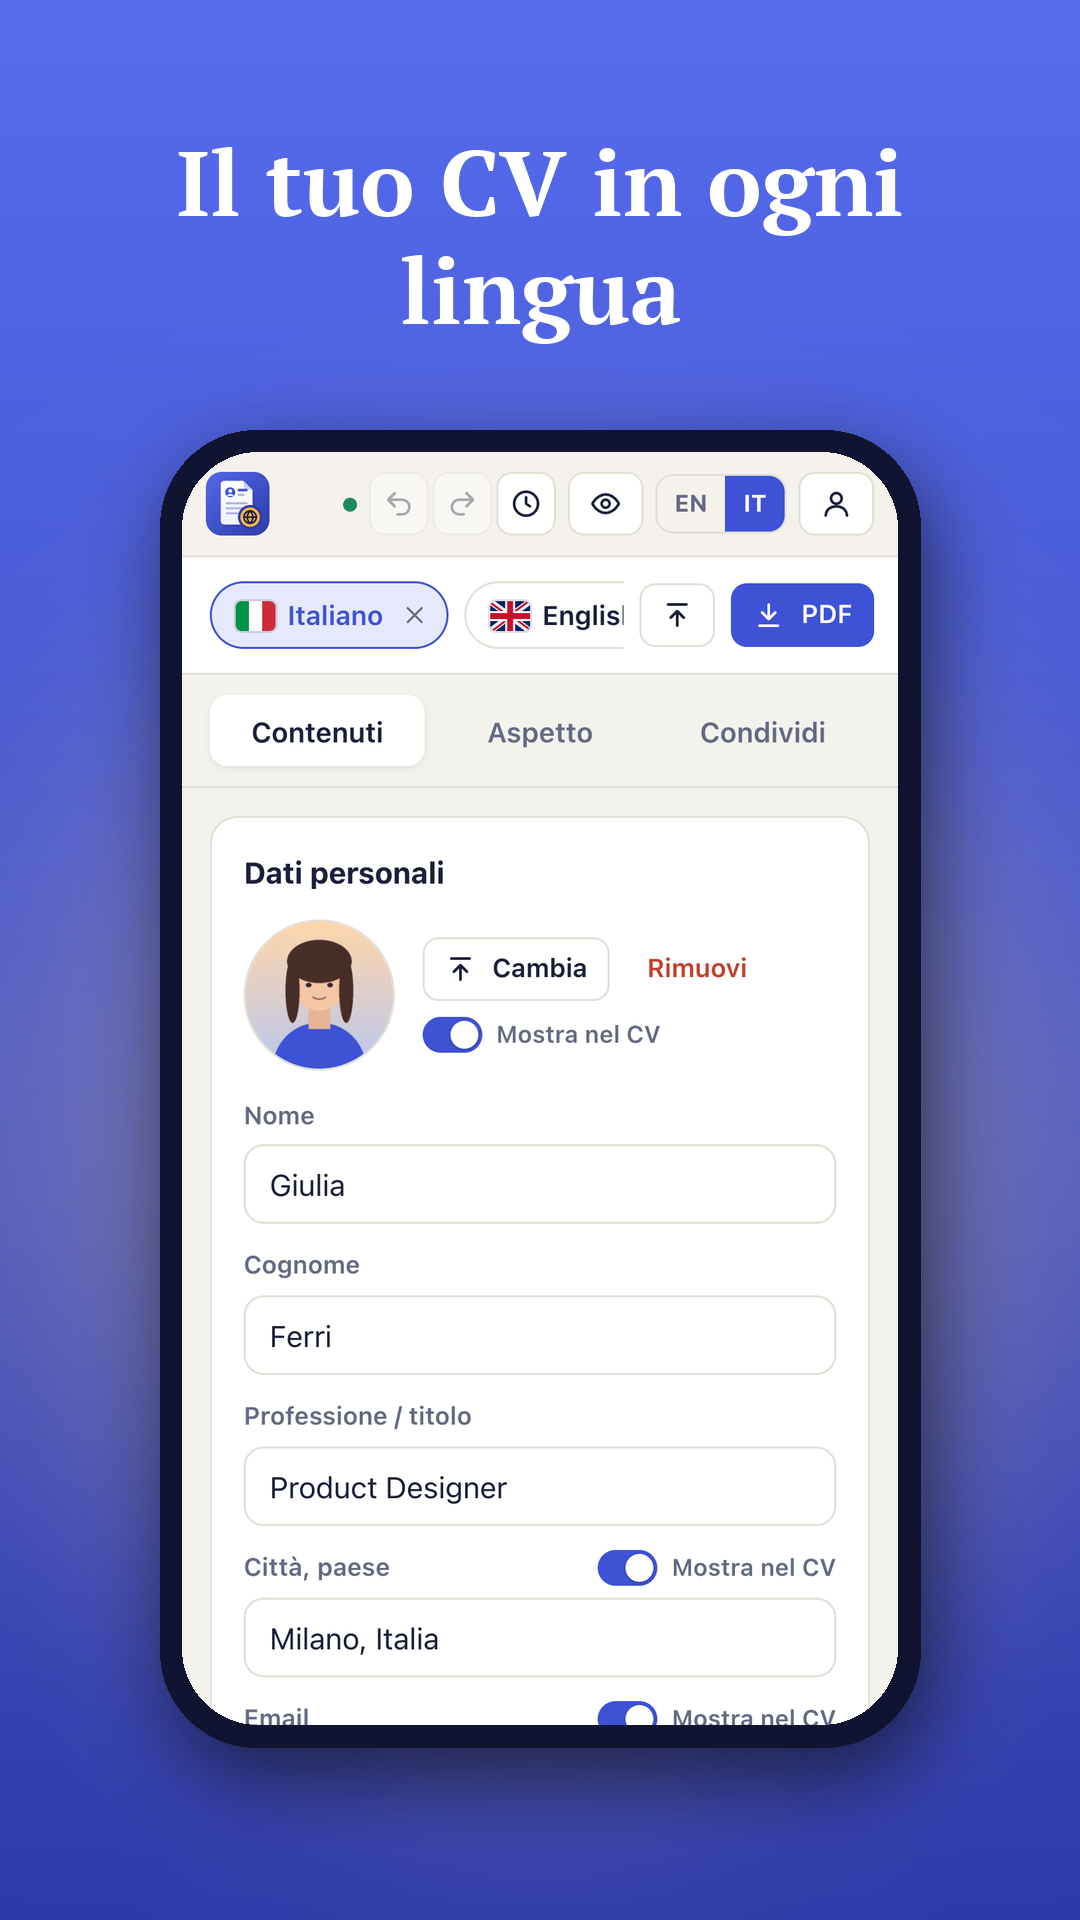 Il tuo CV in ogni
lingua
EN IT
Italiano English PDF
Contenuti Aspetto Condividi
Dati personali
Cambia Rimuovi
Mostra nel CV
Nome
Giulia
Cognome
Ferri
Professione / titolo
Product Designer
Città, paese Mostra nel CV
Milano, Italia
Email Mostra nel CV